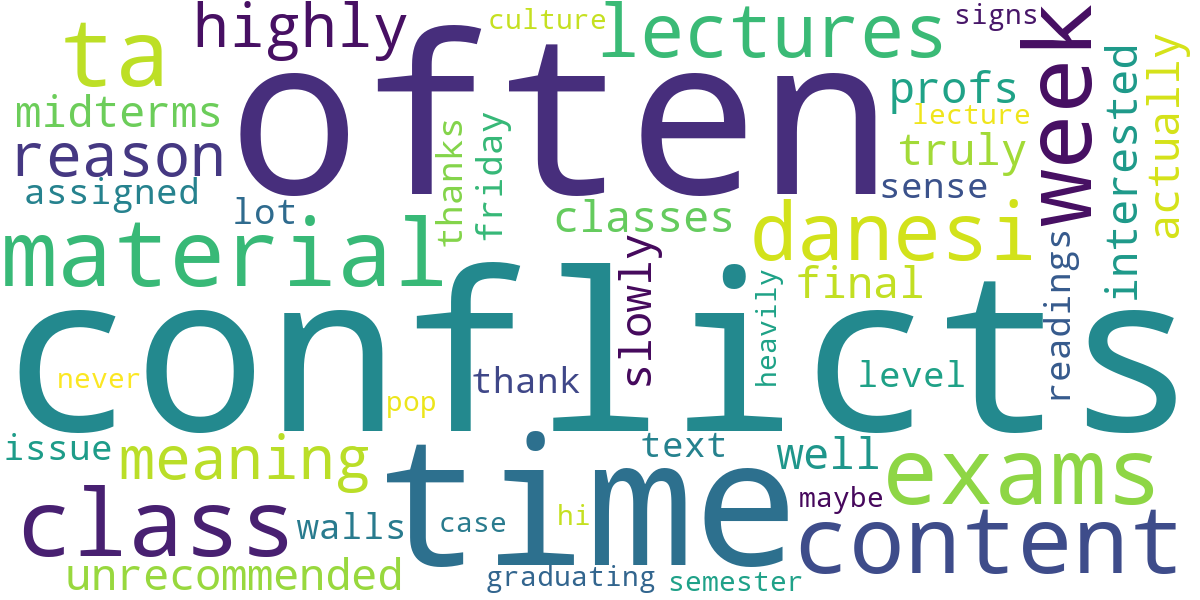 highly
culture
lectures
signs
week
ta
often
profs
interested
actually
midterms
lecture
reason
thanks
friday
truly
assigned
sense
lot
classes
danesi
material
slowly
final
readings
heavily
conflicts
never
pop
thank
level
issue
meaning
time
text
well
exams
class
walls
case
hi
maybe
content
unrecommended
graduating
semester